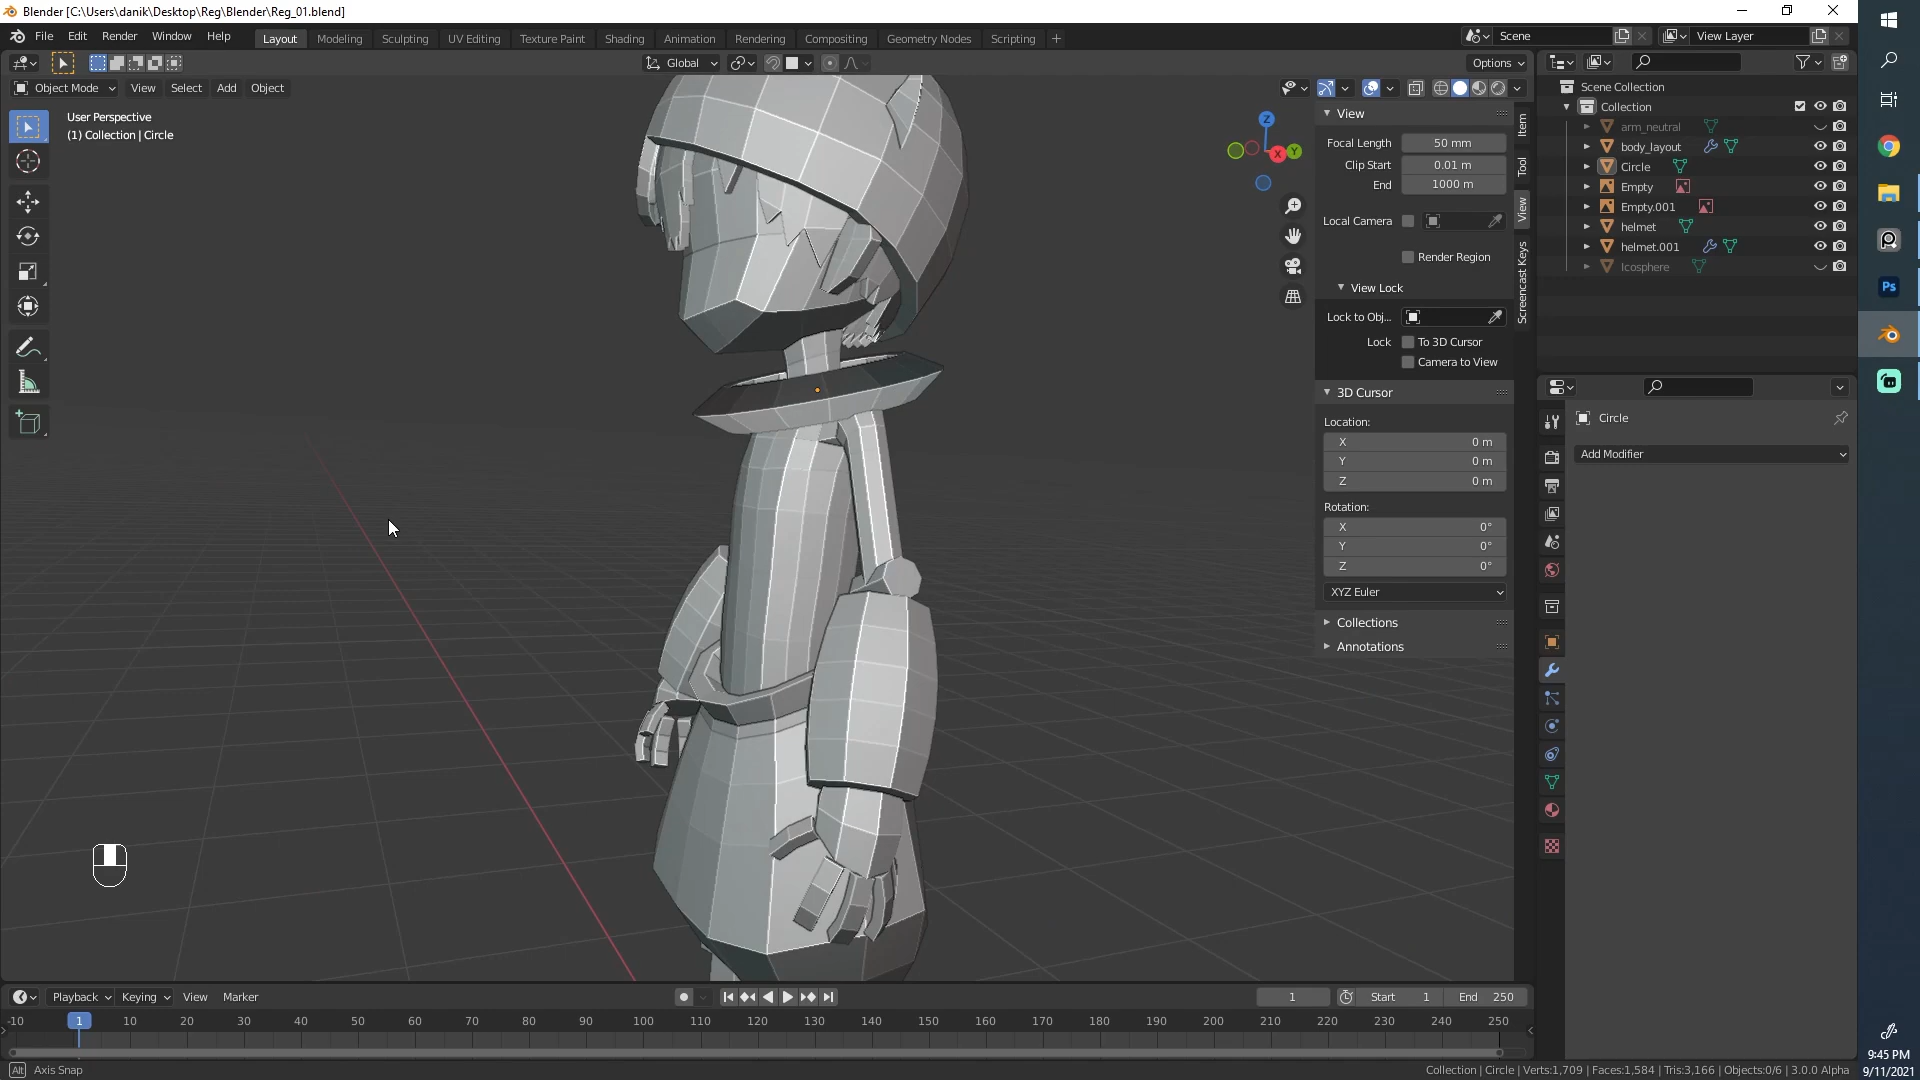 Blender [C:\Users\danik\Desktop\Reg\Blender\Reg_01.blend]
File Edit Render Window Help
Layout Modeling Sculpting UV Editing Texture Paint Shading Animation Rendering Compositing Geometry Nodes Scripting +
Scene
View Layer
Global
Options
Object Mode View Select Add Object
User Perspective
(1) Collection | Circle
Z
X
Y
View
Focal Length 50 mm
Clip Start 0.01 m
End 1000 m
Local Camera
Render Region
View Lock
Lock to Obj...
Lock To 3D Cursor
Camera to View
3D Cursor
Location:
X 0 m
Y 0 m
Z 0 m
Rotation:
X 0°
Y 0°
Z 0°
XYZ Euler
Collections
Annotations
Item
Tool
View
Screencast Keys
Scene Collection
Collection
arm_neutral
body_layout
Circle
Empty
Empty.001
helmet
helmet.001
Icosphere
Circle
Add Modifier
Ps
Playback Keying View Marker
1 Start 1 End 250
-10 1 10 20 30 40 50 60 70 80 90 100 110 120 130 140 150 160 170 180 190 200 210 220 230 240 250
Alt Axis Snap
Collection | Circle | Verts:1,709 | Faces:1,584 | Tris:3,166 | Objects:0/6 | 3.0.0 Alpha
9:45 PM
9/11/2021